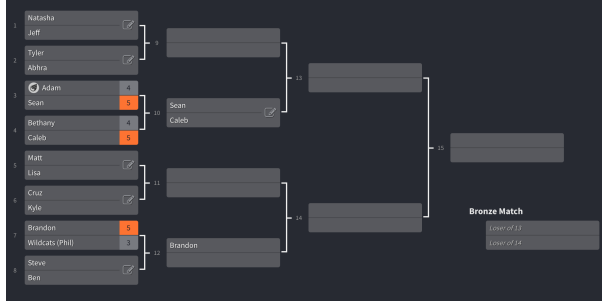 1
Natasha
Jeff
2
Tyler
Abhra
3
Adam 4
Sean 5
4
Bethany 4
Caleb 5
5
Matt
Lisa
6
Cruz
Kyle
7
Brandon 5
Wildcats (Phil) 3
8
Steve
Ben
9
10
Sean
Caleb
11
12
Brandon
13
14
15
Bronze Match
Loser of 13
Loser of 14